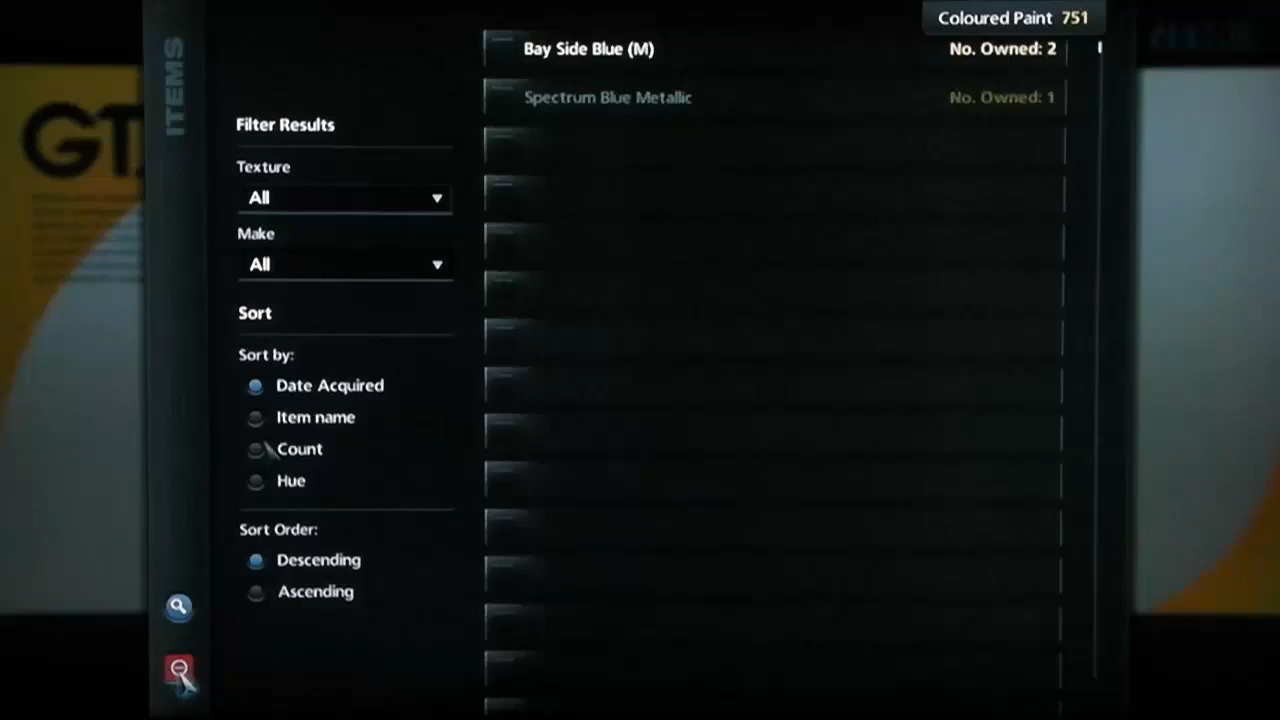 Coloured Paint 751
ITEMS
Bay Side Blue (M) No. Owned: 2
Spectrum Blue Metallic No. Owned: 1
GT
Filter Results
Texture
All
Make
All
Sort
Sort by:
Date Acquired
Item name
Count
Hue
Sort Order:
Descending
Ascending